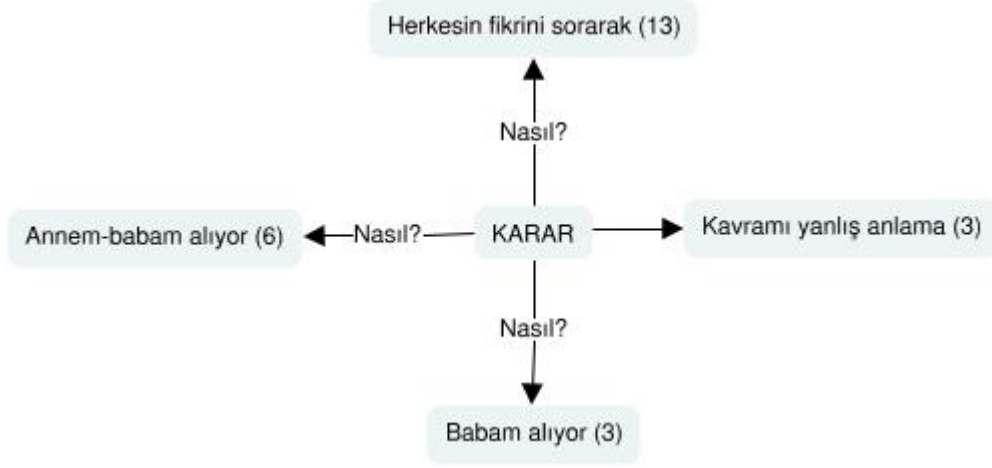 Herkesin fikrini sorarak (13)
Nasıl?
Annem-babam alıyor (6)
Nasıl?
KARAR
Kavramı yanlış anlama (3)
Nasıl?
Babam alıyor (3)